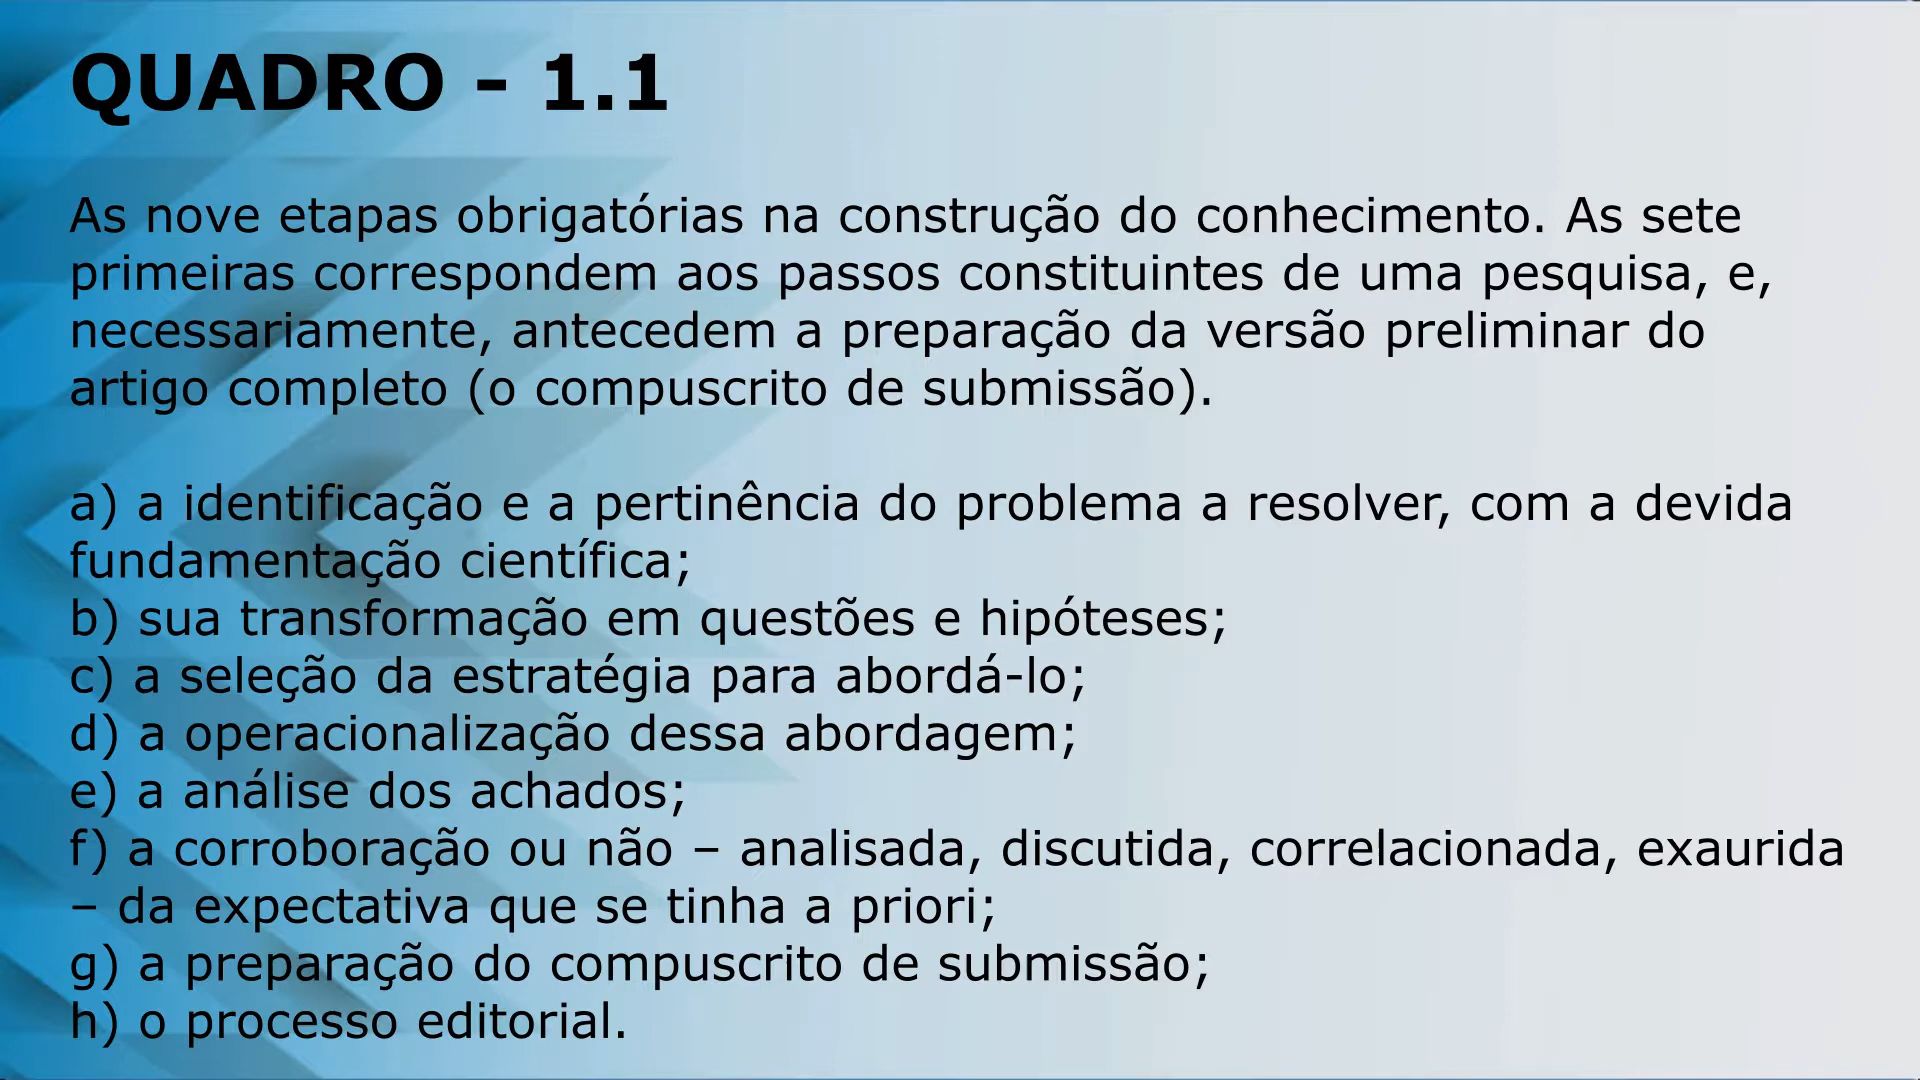 QUADRO - 1.1
As nove etapas obrigatórias na construção do conhecimento. As sete
primeiras correspondem aos passos constituintes de uma pesquisa, e,
necessariamente, antecedem a preparação da versão preliminar do
artigo completo (o compuscrito de submissão).
a) a identificação e a pertinência do problema a resolver, com a devida
fundamentação científica;
b) sua transformação em questões e hipóteses;
c) a seleção da estratégia para abordá-lo;
d) a operacionalização dessa abordagem;
e) a análise dos achados;
f) a corroboração ou não – analisada, discutida, correlacionada, exaurida
– da expectativa que se tinha a priori;
g) a preparação do compuscrito de submissão;
h) o processo editorial.